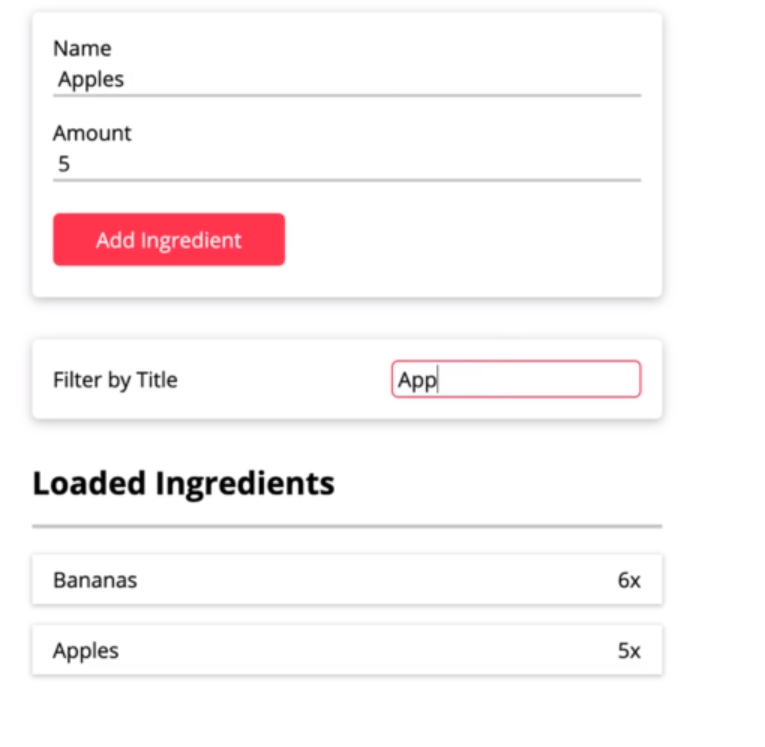 Name
Apples
Amount
5
Add Ingredient
Filter by Title App
Loaded Ingredients
Bananas 6x
Apples 5x